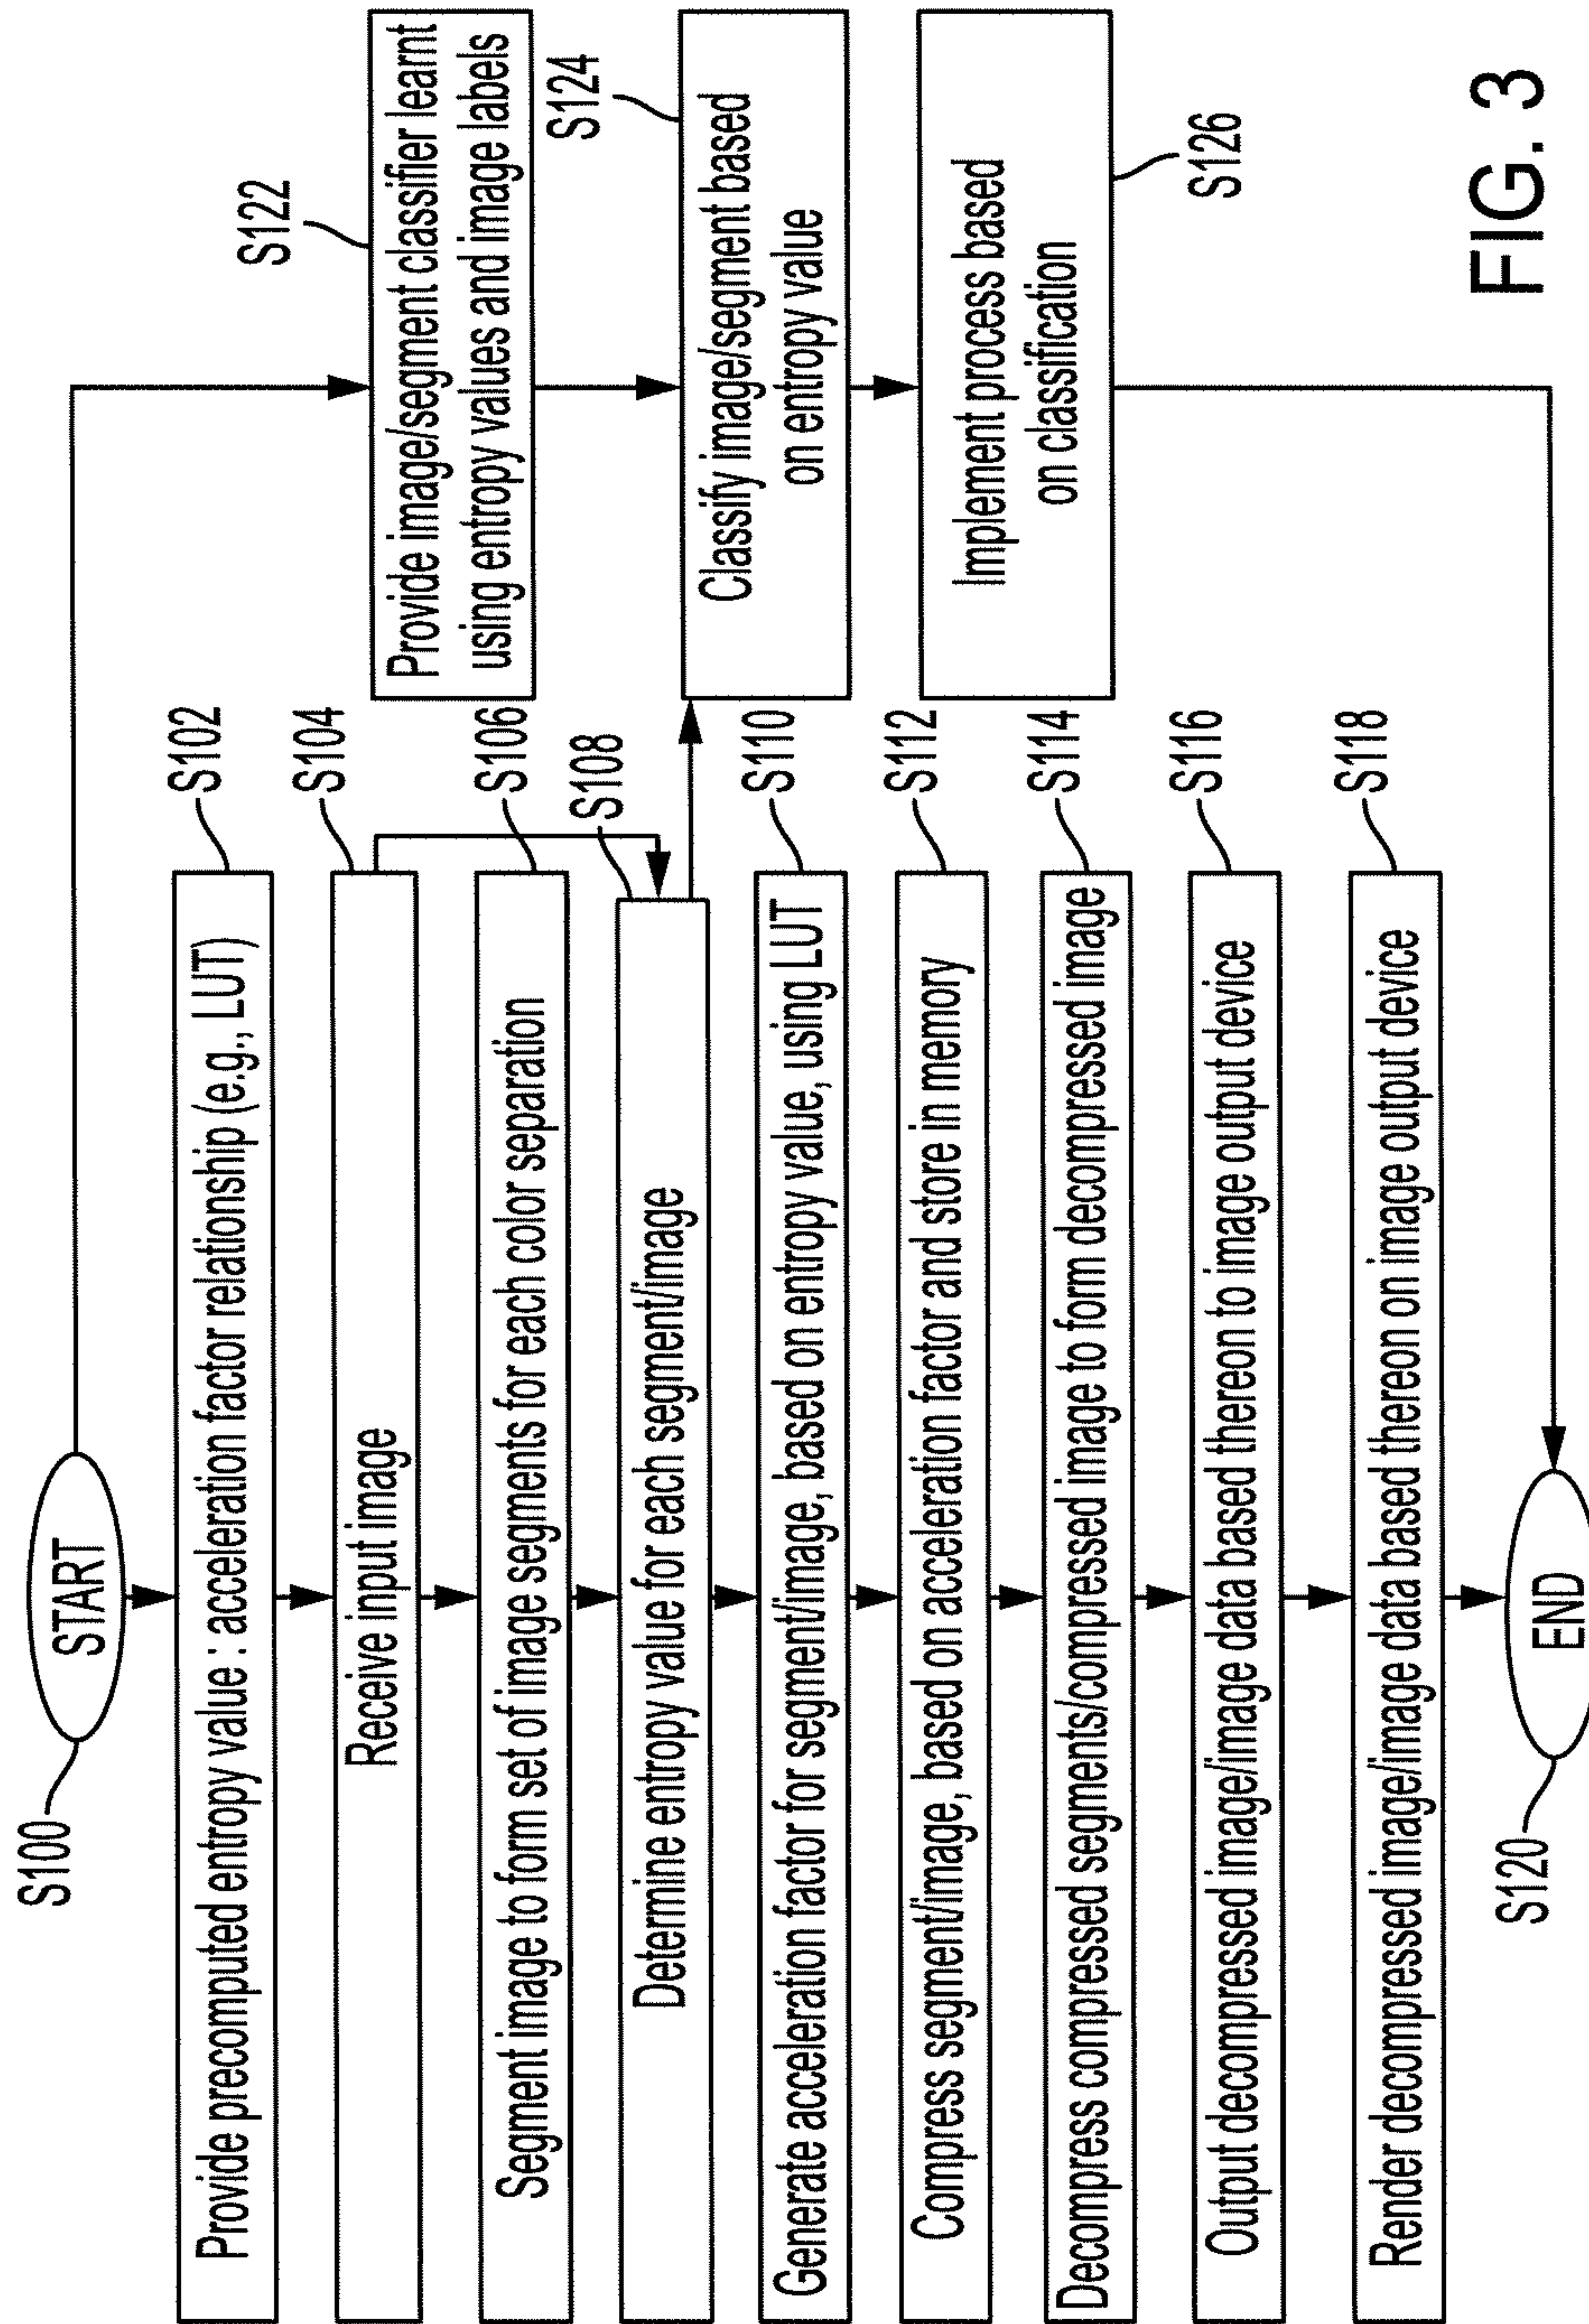 S100
START
Provide precomputed entropy value : acceleration factor relationship (e.g., LUT)
S102
Receive input image
S104
Segment image to form set of image segments for each color separation
S106
Determine entropy value for each segment/image
S108
Generate acceleration factor for segment/image, based on entropy value, using LUT
S110
Compress segment/image, based on acceleration factor and store in memory
S112
Decompress compressed segments/compressed image to form decompressed image
S114
Output decompressed image/image data based thereon to image output device
S116
Render decompressed image/image data based thereon on image output device
S118
S120
END
S122
Provide image/segment classifier learnt
using entropy values and image labels
S124
Classify image/segment based
on entropy value
Implement process based
on classification
S126
FIG. 3